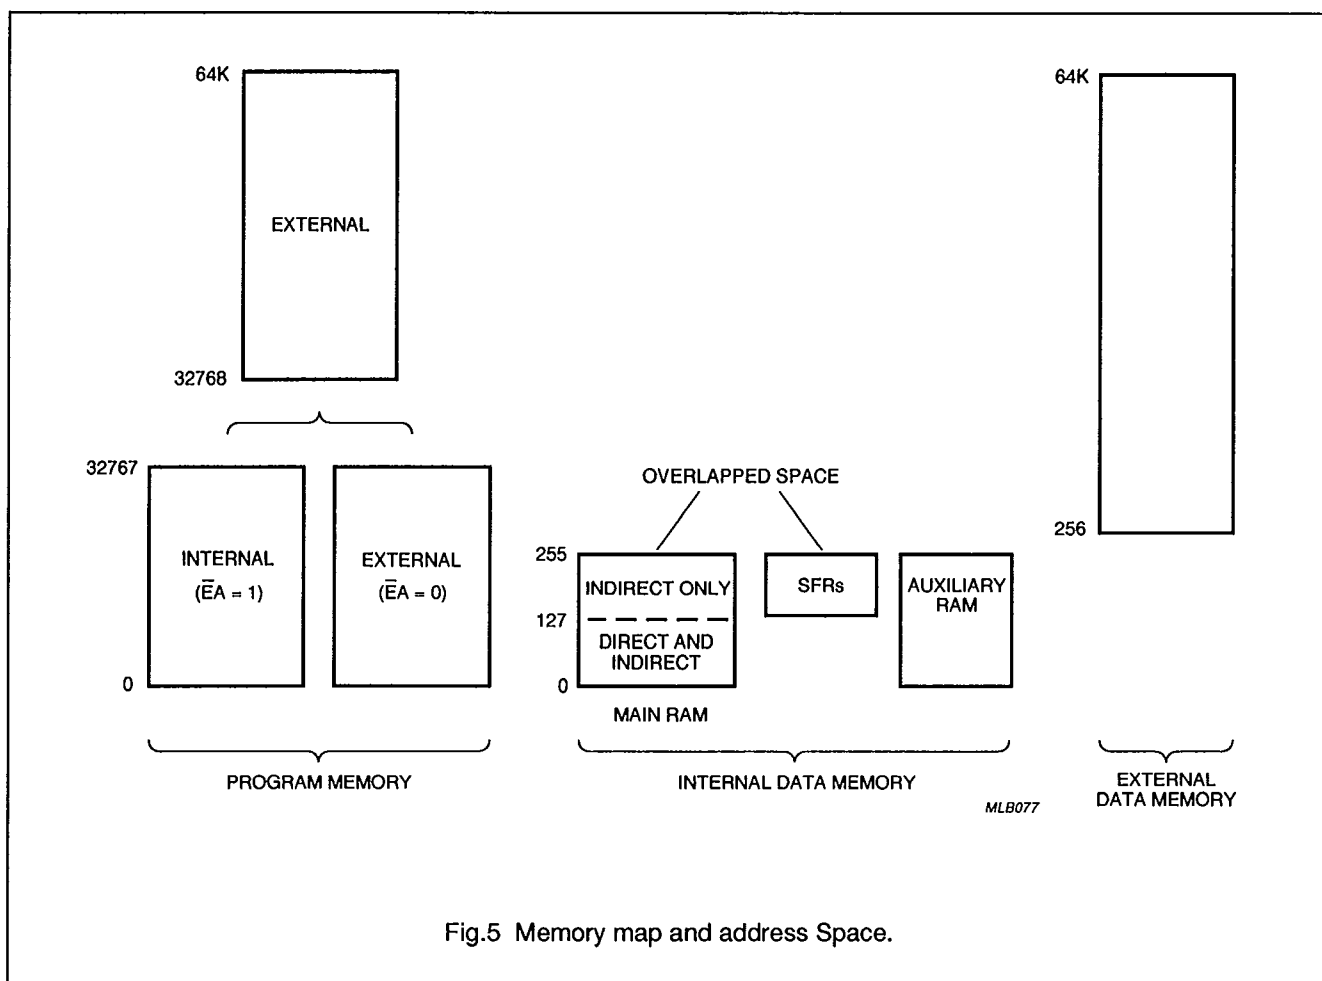 64K
EXTERNAL
32768
32767
INTERNAL
(E̅A = 1)
EXTERNAL
(E̅A = 0)
0
PROGRAM MEMORY
OVERLAPPED SPACE
255
INDIRECT ONLY
127
DIRECT AND
INDIRECT
0
MAIN RAM
SFRs
AUXILIARY
RAM
INTERNAL DATA MEMORY
MLB077
64K
256
EXTERNAL
DATA MEMORY
Fig.5 Memory map and address Space.